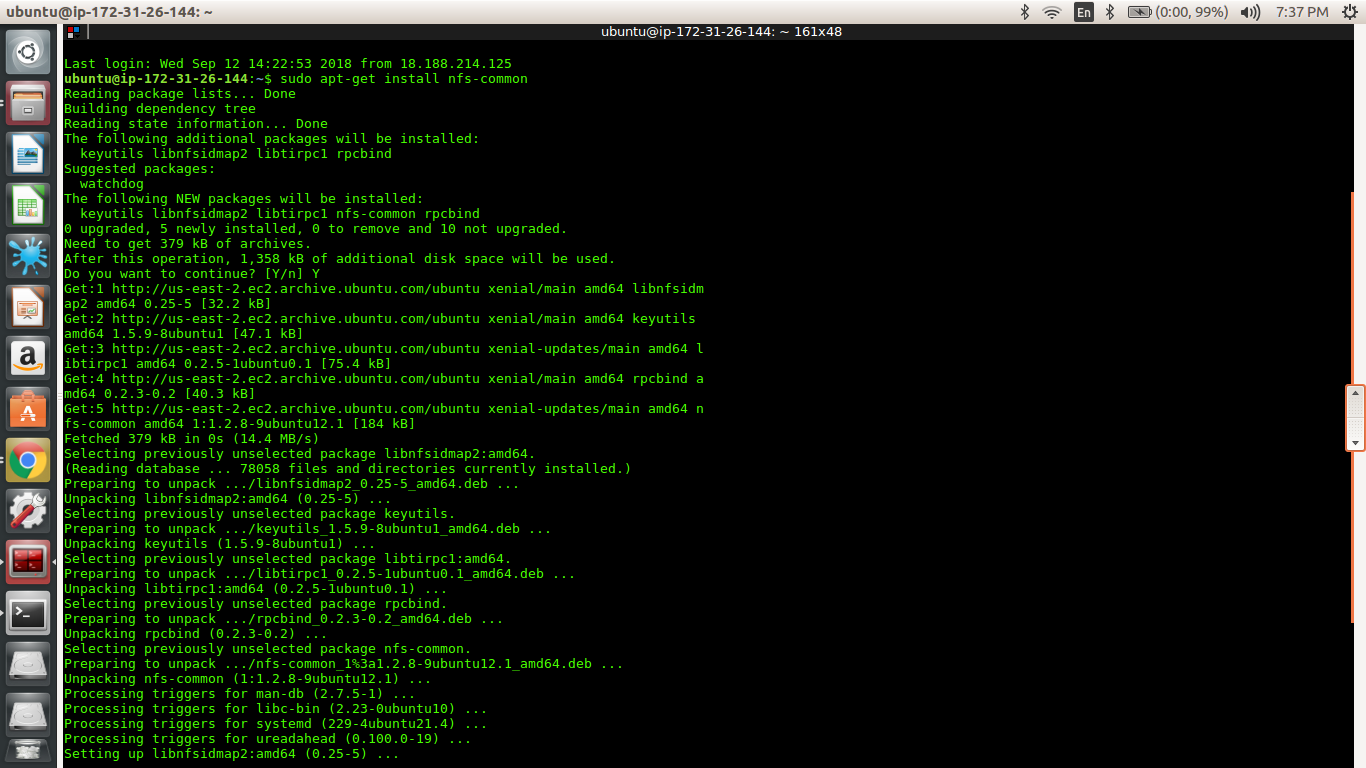 ubuntu@ip-172-31-26-144: ~
En
(0:00, 99%)
7:37 PM
ubuntu@ip-172-31-26-144: ~ 161x48
Last login: Wed Sep 12 14:22:53 2018 from 18.188.214.125
ubuntu@ip-172-31-26-144:~$ sudo apt-get install nfs-common
Reading package lists... Done
Building dependency tree
Reading state information... Done
The following additional packages will be installed:
  keyutils libnfsidmap2 libtirpc1 rpcbind
Suggested packages:
  watchdog
The following NEW packages will be installed:
  keyutils libnfsidmap2 libtirpc1 nfs-common rpcbind
0 upgraded, 5 newly installed, 0 to remove and 10 not upgraded.
Need to get 379 kB of archives.
After this operation, 1,358 kB of additional disk space will be used.
Do you want to continue? [Y/n] Y
Get:1 http://us-east-2.ec2.archive.ubuntu.com/ubuntu xenial/main amd64 libnfsidm
ap2 amd64 0.25-5 [32.2 kB]
Get:2 http://us-east-2.ec2.archive.ubuntu.com/ubuntu xenial/main amd64 keyutils
amd64 1.5.9-8ubuntu1 [47.1 kB]
Get:3 http://us-east-2.ec2.archive.ubuntu.com/ubuntu xenial-updates/main amd64 l
ibtirpc1 amd64 0.2.5-1ubuntu0.1 [75.4 kB]
Get:4 http://us-east-2.ec2.archive.ubuntu.com/ubuntu xenial/main amd64 rpcbind a
md64 0.2.3-0.2 [40.3 kB]
Get:5 http://us-east-2.ec2.archive.ubuntu.com/ubuntu xenial-updates/main amd64 n
fs-common amd64 1:1.2.8-9ubuntu12.1 [184 kB]
Fetched 379 kB in 0s (14.4 MB/s)
Selecting previously unselected package libnfsidmap2:amd64.
(Reading database ... 78058 files and directories currently installed.)
Preparing to unpack .../libnfsidmap2_0.25-5_amd64.deb ...
Unpacking libnfsidmap2:amd64 (0.25-5) ...
Selecting previously unselected package keyutils.
Preparing to unpack .../keyutils_1.5.9-8ubuntu1_amd64.deb ...
Unpacking keyutils (1.5.9-8ubuntu1) ...
Selecting previously unselected package libtirpc1:amd64.
Preparing to unpack .../libtirpc1_0.2.5-1ubuntu0.1_amd64.deb ...
Unpacking libtirpc1:amd64 (0.2.5-1ubuntu0.1) ...
Selecting previously unselected package rpcbind.
Preparing to unpack .../rpcbind_0.2.3-0.2_amd64.deb ...
Unpacking rpcbind (0.2.3-0.2) ...
Selecting previously unselected package nfs-common.
Preparing to unpack .../nfs-common_1%3a1.2.8-9ubuntu12.1_amd64.deb ...
Unpacking nfs-common (1:1.2.8-9ubuntu12.1) ...
Processing triggers for man-db (2.7.5-1) ...
Processing triggers for libc-bin (2.23-0ubuntu10) ...
Processing triggers for systemd (229-4ubuntu21.4) ...
Processing triggers for ureadahead (0.100.0-19) ...
Setting up libnfsidmap2:amd64 (0.25-5) ...